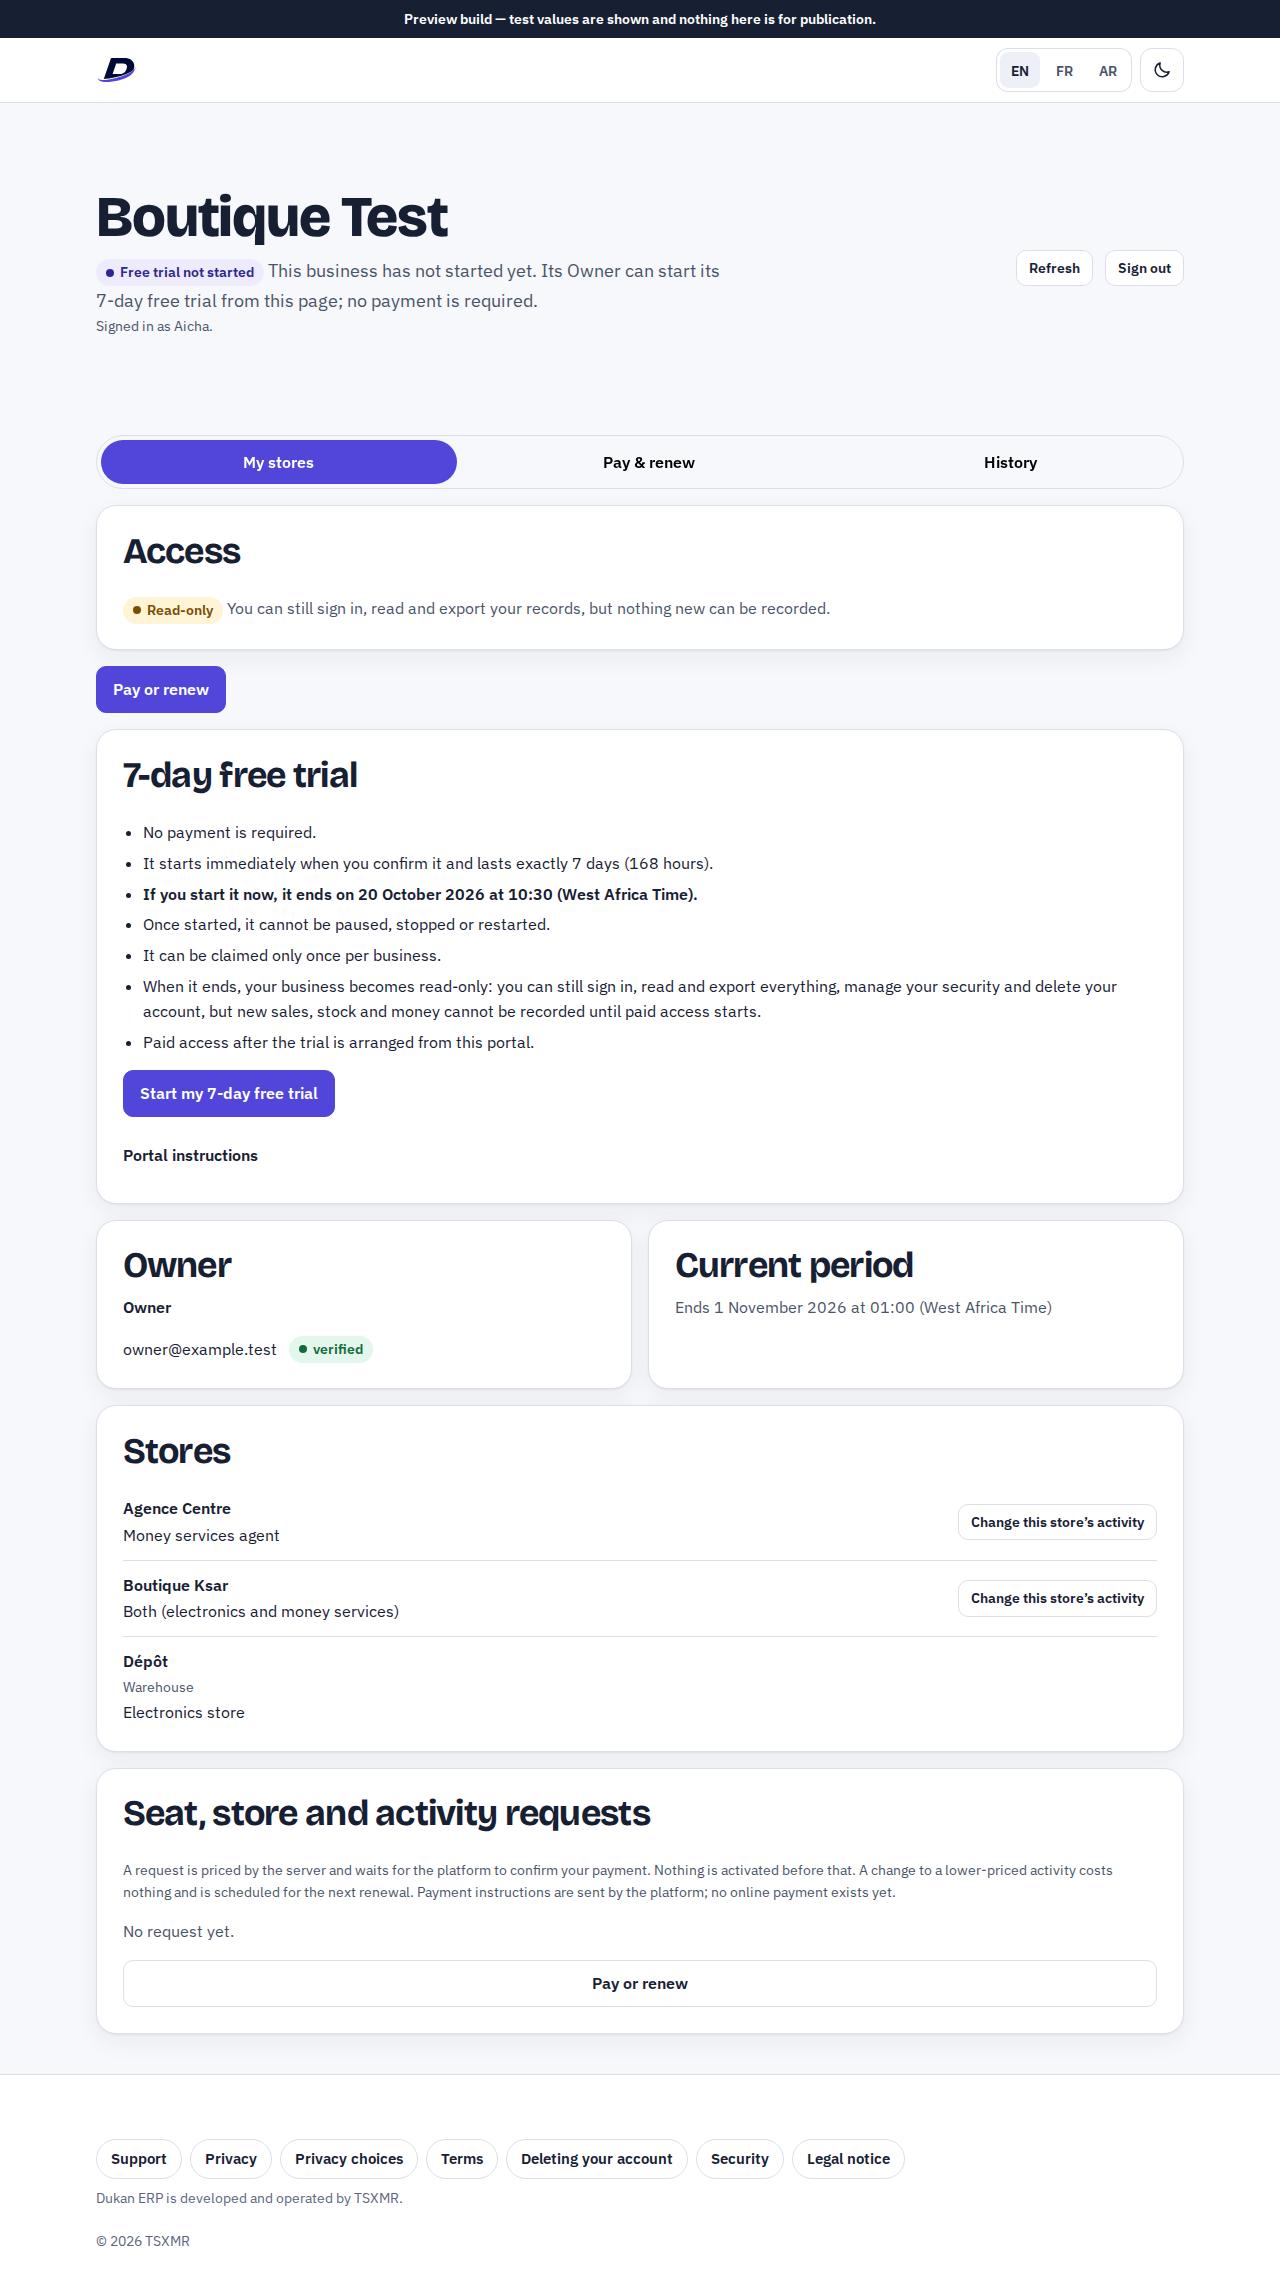 Preview build — test values are shown and nothing here is for publication.
D
EN FR AR
Boutique Test
Free trial not started This business has not started yet. Its Owner can start its
7-day free trial from this page; no payment is required.
Signed in as Aicha.
Refresh Sign out
My stores Pay & renew History
Access
Read-only You can still sign in, read and export your records, but nothing new can be recorded.
Pay or renew
7-day free trial
• No payment is required.
• It starts immediately when you confirm it and lasts exactly 7 days (168 hours).
• If you start it now, it ends on 20 October 2026 at 10:30 (West Africa Time).
• Once started, it cannot be paused, stopped or restarted.
• It can be claimed only once per business.
• When it ends, your business becomes read-only: you can still sign in, read and export everything, manage your security and delete your
account, but new sales, stock and money cannot be recorded until paid access starts.
• Paid access after the trial is arranged from this portal.
Start my 7-day free trial
Portal instructions
Owner
Owner
owner@example.test verified
Current period
Ends 1 November 2026 at 01:00 (West Africa Time)
Stores
Agence Centre
Money services agent
Change this store’s activity
Boutique Ksar
Both (electronics and money services)
Change this store’s activity
Dépôt
Warehouse
Electronics store
Seat, store and activity requests
A request is priced by the server and waits for the platform to confirm your payment. Nothing is activated before that. A change to a lower-priced activity costs
nothing and is scheduled for the next renewal. Payment instructions are sent by the platform; no online payment exists yet.
No request yet.
Pay or renew
Support Privacy Privacy choices Terms Deleting your account Security Legal notice
Dukan ERP is developed and operated by TSXMR.
© 2026 TSXMR